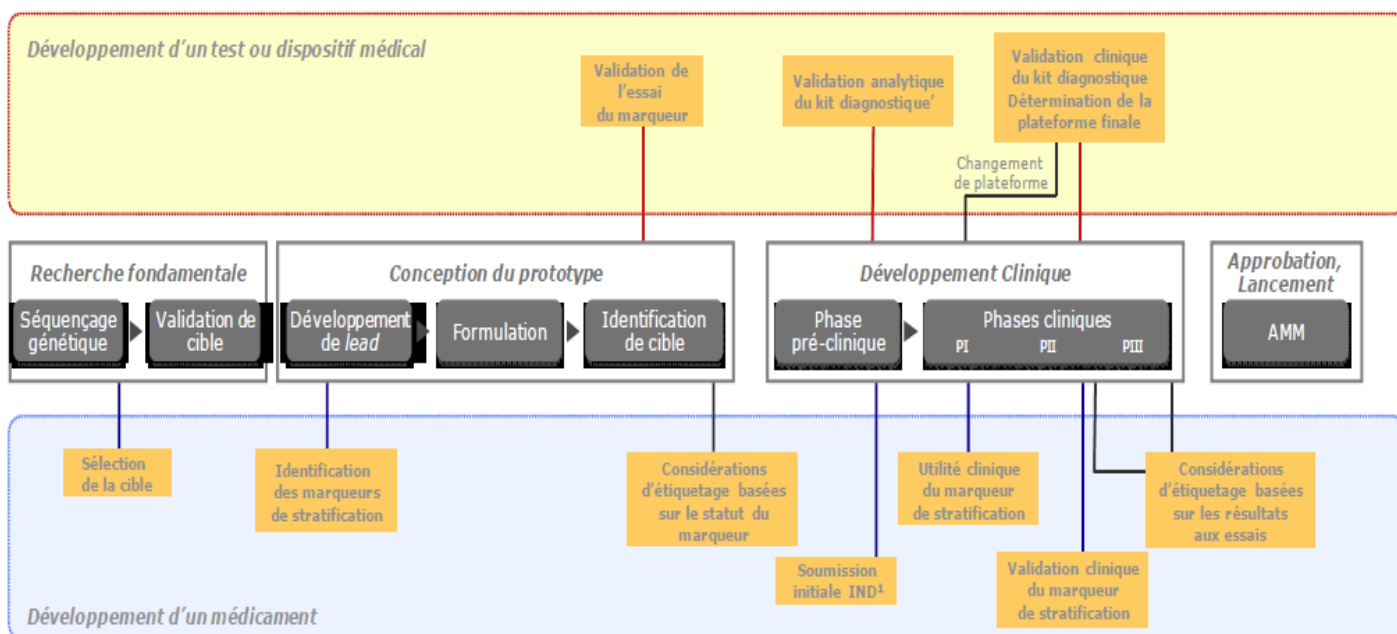 Développement d'un test ou dispositif médical
Validation de
l'essai
du marqueur
Validation analytique
du kit diagnostique’
Validation clinique
du kit diagnostique
Détermination de la
plateforme finale
Changement
de plateforme
Recherche fondamentale
Séquençage
génétique
Validation de
cible
Conception du prototype
Développement
de lead
Formulation
Identification
de cible
Développement Clinique
Phase
pré-clinique
Phases cliniques
PI PII PIII
Approbation,
Lancement
AMM
Sélection
de la cible
Identification
des marqueurs
de stratification
Considérations
d'étiquetage basées
sur le statut du
marqueur
Soumission
initiale IND¹
Utilité clinique
du marqueur
de stratification
Validation clinique
du marqueur
de stratification
Considérations
d'étiquetage basées
sur les résultats
aux essais
Développement d'un médicament